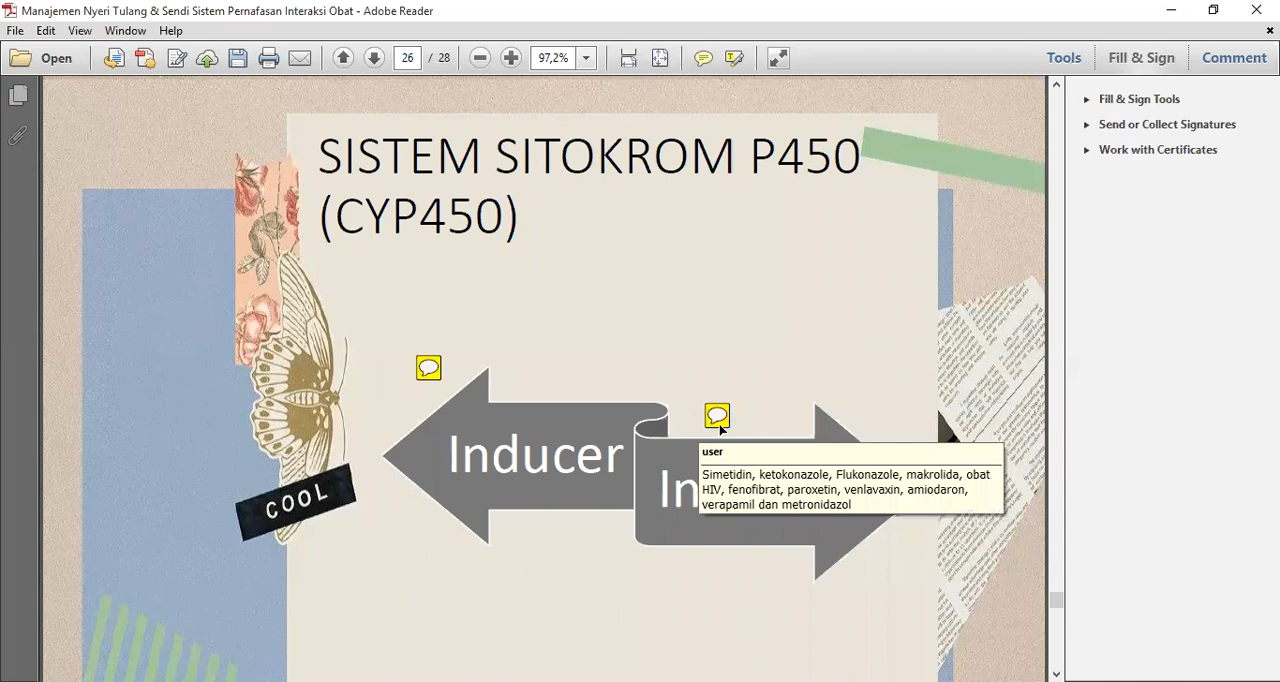 Manajemen Nyeri Tulang & Sendi Sistem Pernafasan Interaksi Obat - Adobe Reader
File Edit View Window Help
Open 26 / 28 97,2% Tools Fill & Sign Comment
Fill & Sign Tools
Send or Collect Signatures
Work with Certificates
SISTEM SITOKROM P450
(CYP450)
COOL
Inducer
In
user
Simetidin, ketokonazole, Flukonazole, makrolida, obat
HIV, fenofibrat, paroxetin, venlavaxin, amiodaron,
verapamil dan metronidazol